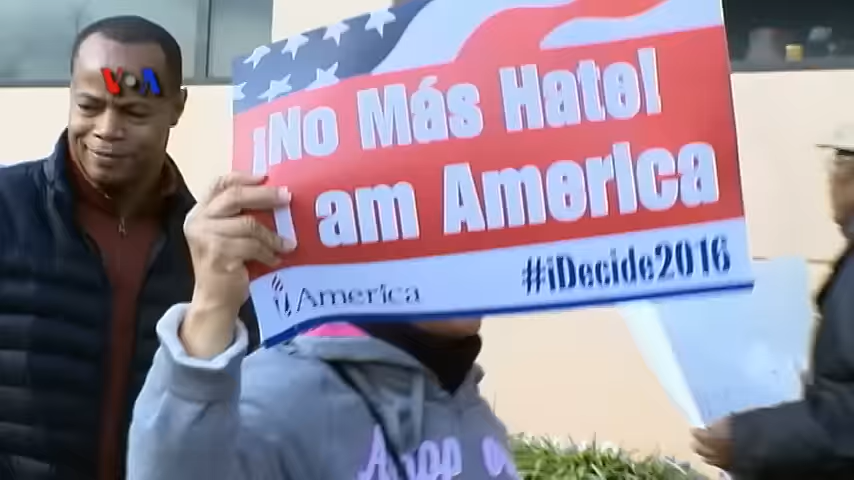 VOA
¡No Más Hate!
I am America
iAmerica
#iDecide2016